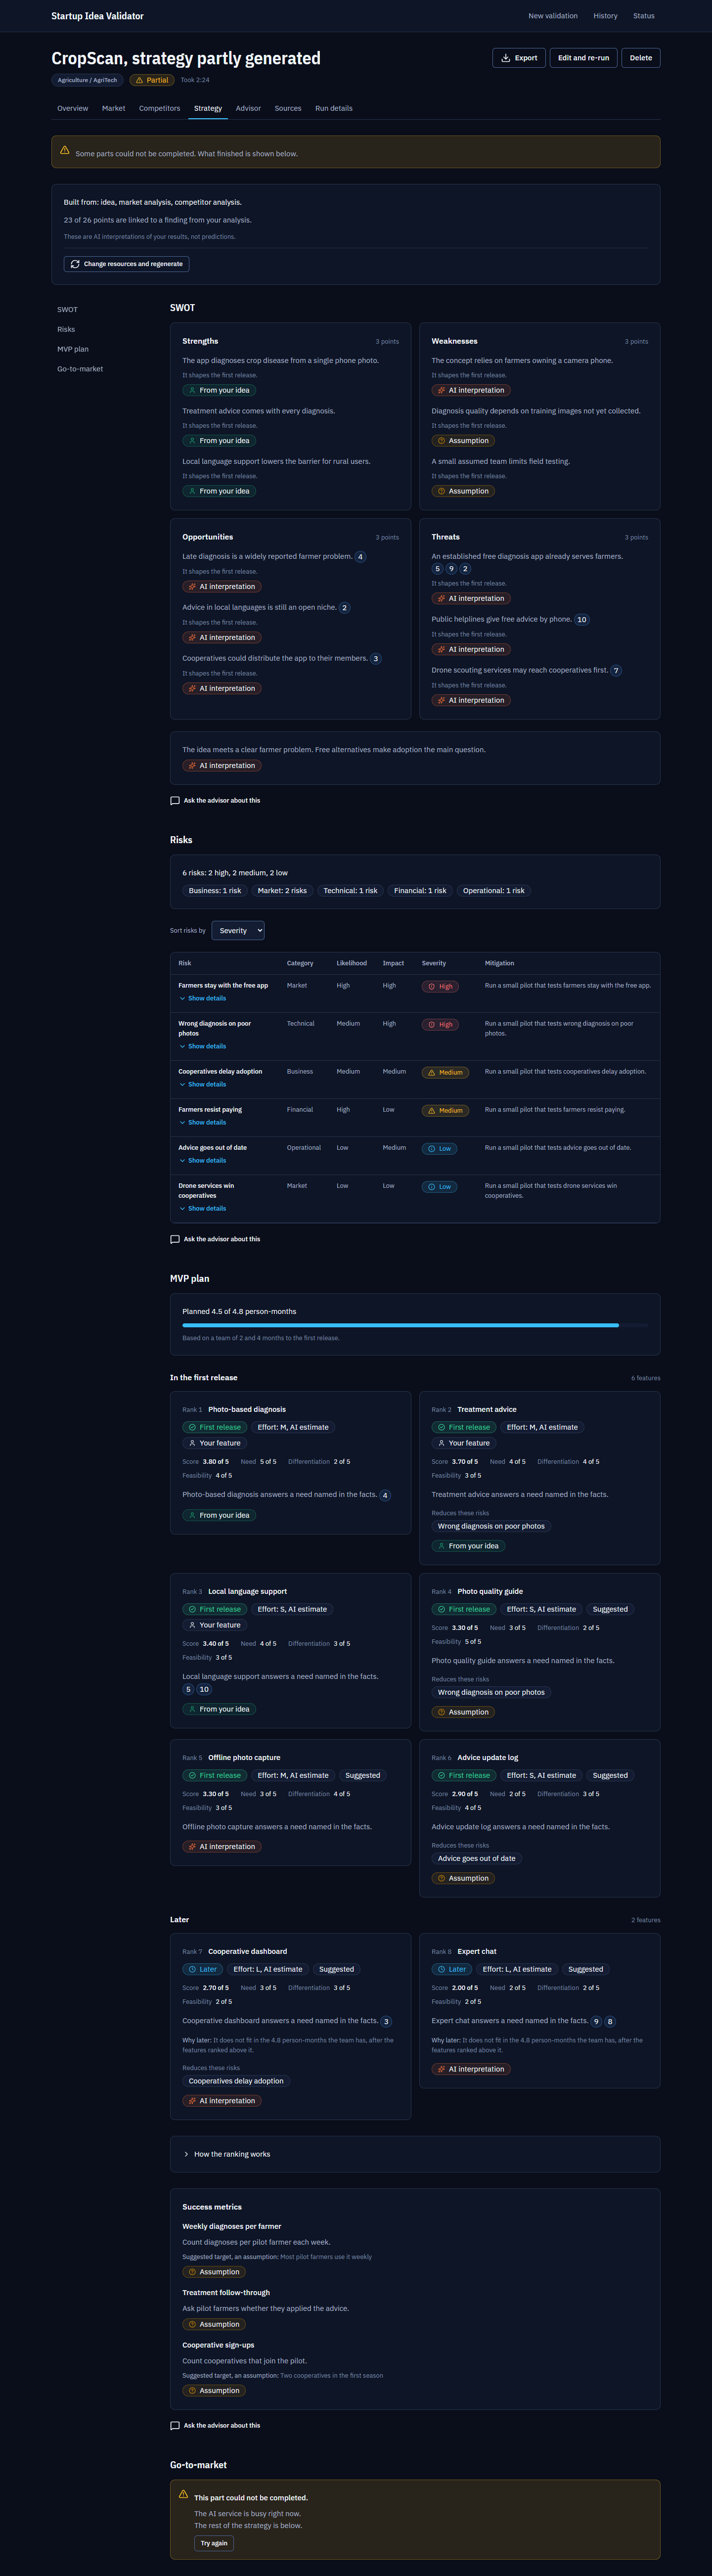 Startup Idea Validator
New validation
History
Status
CropScan, strategy partly generated
Export
Edit and re-run
Delete
Agriculture / AgriTech
Partial
Took 2:24
Overview
Market
Competitors
Strategy
Advisor
Sources
Run details
Some parts could not be completed. What finished is shown below.
Built from: idea, market analysis, competitor analysis.
23 of 26 points are linked to a finding from your analysis.
These are AI interpretations of your results, not predictions.
Change resources and regenerate
SWOT
Risks
MVP plan
Go-to-market
SWOT
Strengths
3 points
The app diagnoses crop disease from a single phone photo.
It shapes the first release.
From your idea
Treatment advice comes with every diagnosis.
It shapes the first release.
From your idea
Local language support lowers the barrier for rural users.
It shapes the first release.
From your idea
Weaknesses
3 points
The concept relies on farmers owning a camera phone.
It shapes the first release.
AI interpretation
Diagnosis quality depends on training images not yet collected.
It shapes the first release.
Assumption
A small assumed team limits field testing.
It shapes the first release.
Assumption
Opportunities
3 points
Late diagnosis is a widely reported farmer problem. 4
It shapes the first release.
AI interpretation
Advice in local languages is still an open niche. 2
It shapes the first release.
AI interpretation
Cooperatives could distribute the app to their members. 3
It shapes the first release.
AI interpretation
Threats
3 points
An established free diagnosis app already serves farmers.
5 9 2
It shapes the first release.
AI interpretation
Public helplines give free advice by phone. 10
It shapes the first release.
AI interpretation
Drone scouting services may reach cooperatives first. 7
It shapes the first release.
AI interpretation
The idea meets a clear farmer problem. Free alternatives make adoption the main question.
AI interpretation
Ask the advisor about this
Risks
6 risks: 2 high, 2 medium, 2 low
Business: 1 risk
Market: 2 risks
Technical: 1 risk
Financial: 1 risk
Operational: 1 risk
Sort risks by
Severity
Risk Category Likelihood Impact Severity Mitigation
Farmers stay with the free app Market High High High Run a small pilot that tests farmers stay with the free app.
Show details
Wrong diagnosis on poor Technical Medium High High Run a small pilot that tests wrong diagnosis on poor
photos. photos.
Show details
Cooperatives delay adoption Business Medium Medium Medium Run a small pilot that tests cooperatives delay adoption.
Show details
Farmers resist paying Financial High Low Medium Run a small pilot that tests farmers resist paying.
Show details
Advice goes out of date Operational Low Medium Low Run a small pilot that tests advice goes out of date.
Show details
Drone services win Market Low Low Low Run a small pilot that tests drone services win
cooperatives cooperatives.
Show details
Ask the advisor about this
MVP plan
Planned 4.5 of 4.8 person-months
Based on a team of 2 and 4 months to the first release.
In the first release
6 features
Rank 1 Photo-based diagnosis
First release
Effort: M, AI estimate
Your feature
Score 3.80 of 5 Need 5 of 5 Differentiation 2 of 5
Feasibility 4 of 5
Photo-based diagnosis answers a need named in the facts. 4
From your idea
Rank 2 Treatment advice
First release
Effort: M, AI estimate
Your feature
Score 3.70 of 5 Need 4 of 5 Differentiation 4 of 5
Feasibility 3 of 5
Treatment advice answers a need named in the facts.
Reduces these risks
Wrong diagnosis on poor photos
From your idea
Rank 3 Local language support
First release
Effort: S, AI estimate
Your feature
Score 3.40 of 5 Need 4 of 5 Differentiation 3 of 5
Feasibility 3 of 5
Local language support answers a need named in the facts.
5 10
From your idea
Rank 4 Photo quality guide
First release
Effort: S, AI estimate
Suggested
Score 3.30 of 5 Need 3 of 5 Differentiation 2 of 5
Feasibility 5 of 5
Photo quality guide answers a need named in the facts.
Reduces these risks
Wrong diagnosis on poor photos
Assumption
Rank 5 Offline photo capture
First release
Effort: M, AI estimate
Suggested
Score 3.30 of 5 Need 3 of 5 Differentiation 4 of 5
Feasibility 3 of 5
Offline photo capture answers a need named in the facts.
AI interpretation
Rank 6 Advice update log
First release
Effort: S, AI estimate
Suggested
Score 2.90 of 5 Need 2 of 5 Differentiation 3 of 5
Feasibility 4 of 5
Advice update log answers a need named in the facts.
Reduces these risks
Advice goes out of date
Assumption
Later
2 features
Rank 7 Cooperative dashboard
Later
Effort: L, AI estimate
Suggested
Score 2.70 of 5 Need 3 of 5 Differentiation 3 of 5
Feasibility 2 of 5
Cooperative dashboard answers a need named in the facts. 3
Why later: It does not fit in the 4.8 person-months the team has, after the
features ranked above it.
Reduces these risks
Cooperatives delay adoption
AI interpretation
Rank 8 Expert chat
Later
Effort: L, AI estimate
Suggested
Score 2.00 of 5 Need 2 of 5 Differentiation 2 of 5
Feasibility 2 of 5
Expert chat answers a need named in the facts. 9 8
Why later: It does not fit in the 4.8 person-months the team has, after the
features ranked above it.
AI interpretation
How the ranking works
Success metrics
Weekly diagnoses per farmer
Count diagnoses per pilot farmer each week.
Suggested target, an assumption: Most pilot farmers use it weekly
Assumption
Treatment follow-through
Ask pilot farmers whether they applied the advice.
Assumption
Cooperative sign-ups
Count cooperatives that join the pilot.
Suggested target, an assumption: Two cooperatives in the first season
Assumption
Ask the advisor about this
Go-to-market
This part could not be completed.
The AI service is busy right now.
The rest of the strategy is below.
Try again